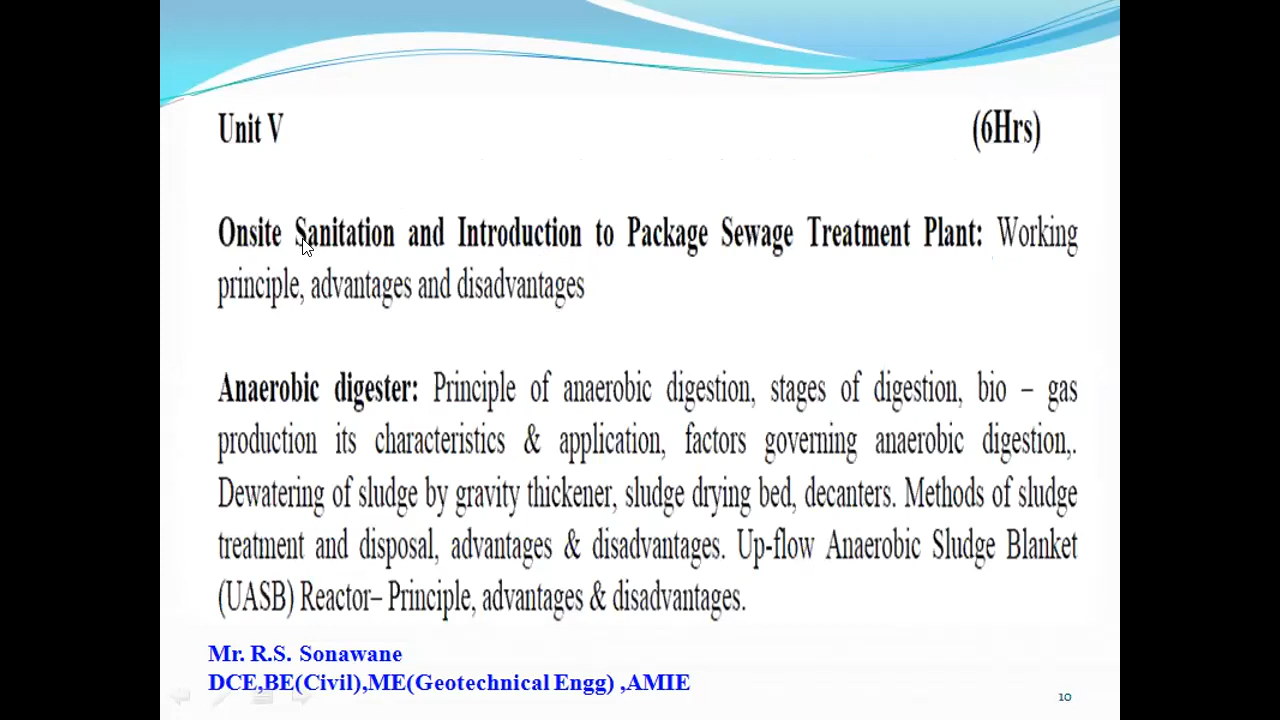 Unit V (6Hrs)
Onsite Sanitation and Introduction to Package Sewage Treatment Plant: Working
principle, advantages and disadvantages
Anaerobic digester: Principle of anaerobic digestion, stages of digestion, bio – gas
production its characteristics & application, factors governing anaerobic digestion,.
Dewatering of sludge by gravity thickener, sludge drying bed, decanters. Methods of sludge
treatment and disposal, advantages & disadvantages. Up-flow Anaerobic Sludge Blanket
(UASB) Reactor– Principle, advantages & disadvantages.
Mr. R.S. Sonawane
DCE,BE(Civil),ME(Geotechnical Engg) ,AMIE
10